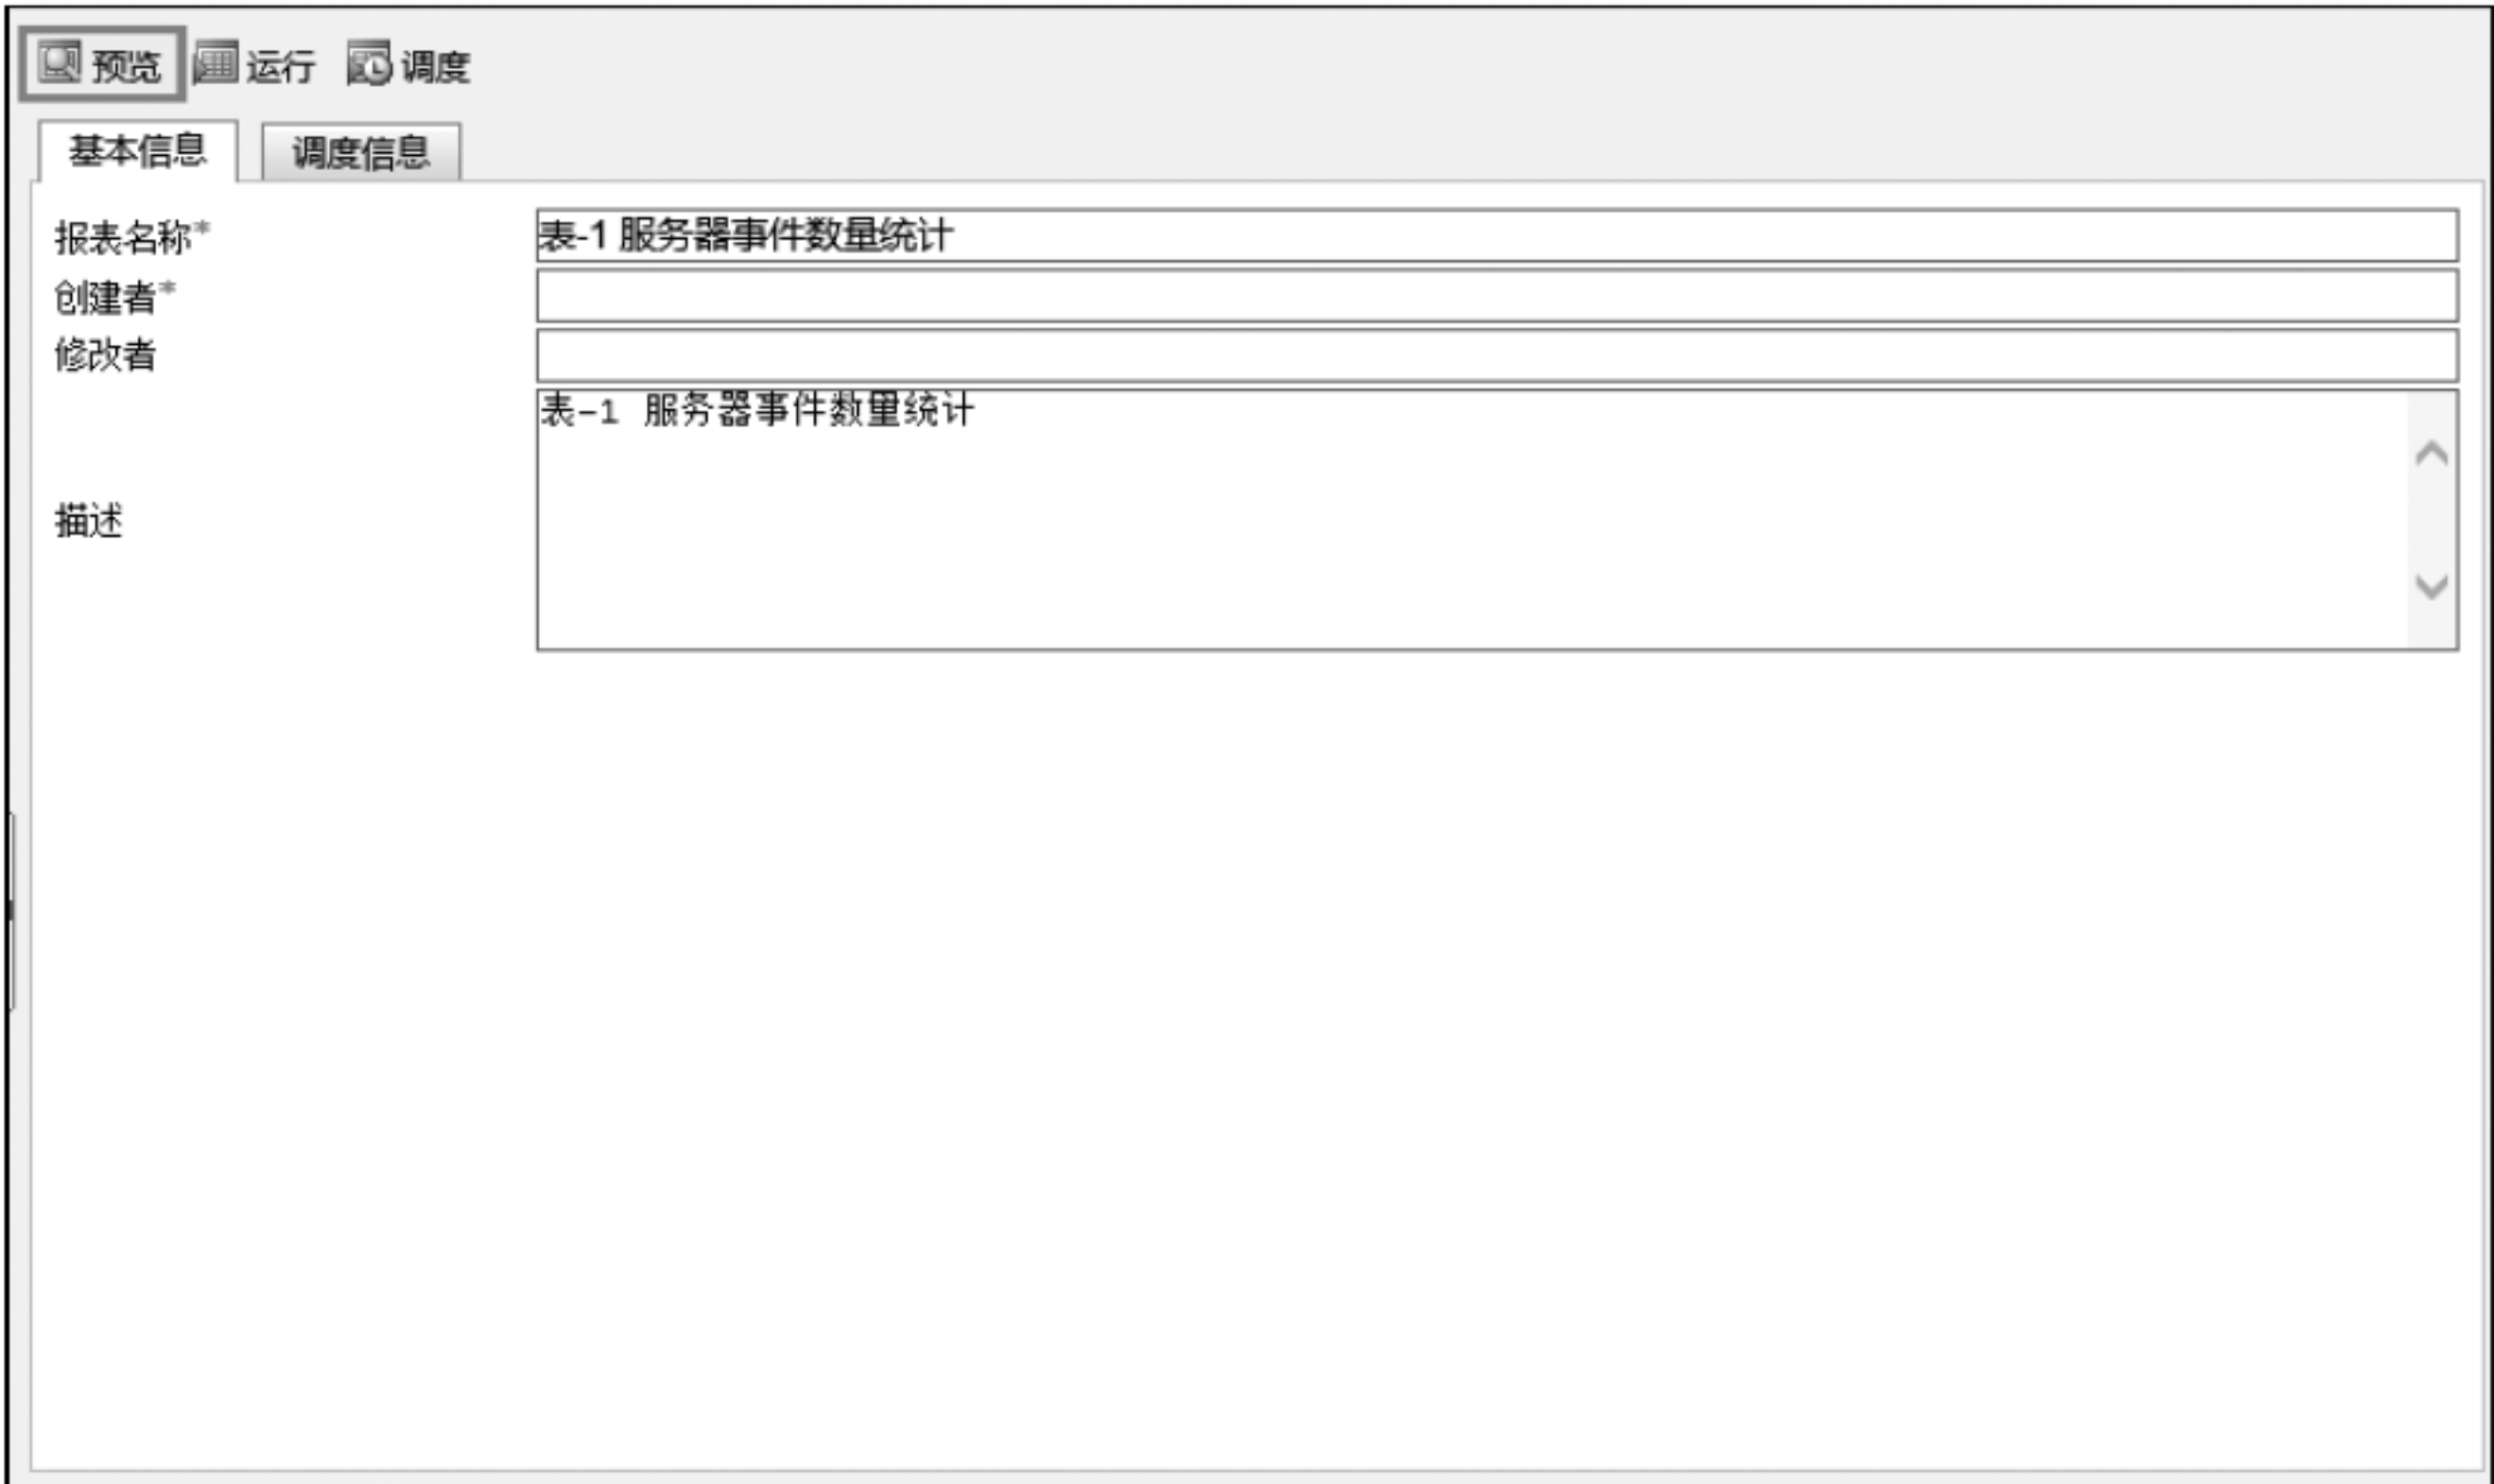 预览 运行 调度
基本信息 调度信息
报表名称* 表-1 服务器事件数量统计
创建者*
修改者
表-1 服务器事件数量统计
描述